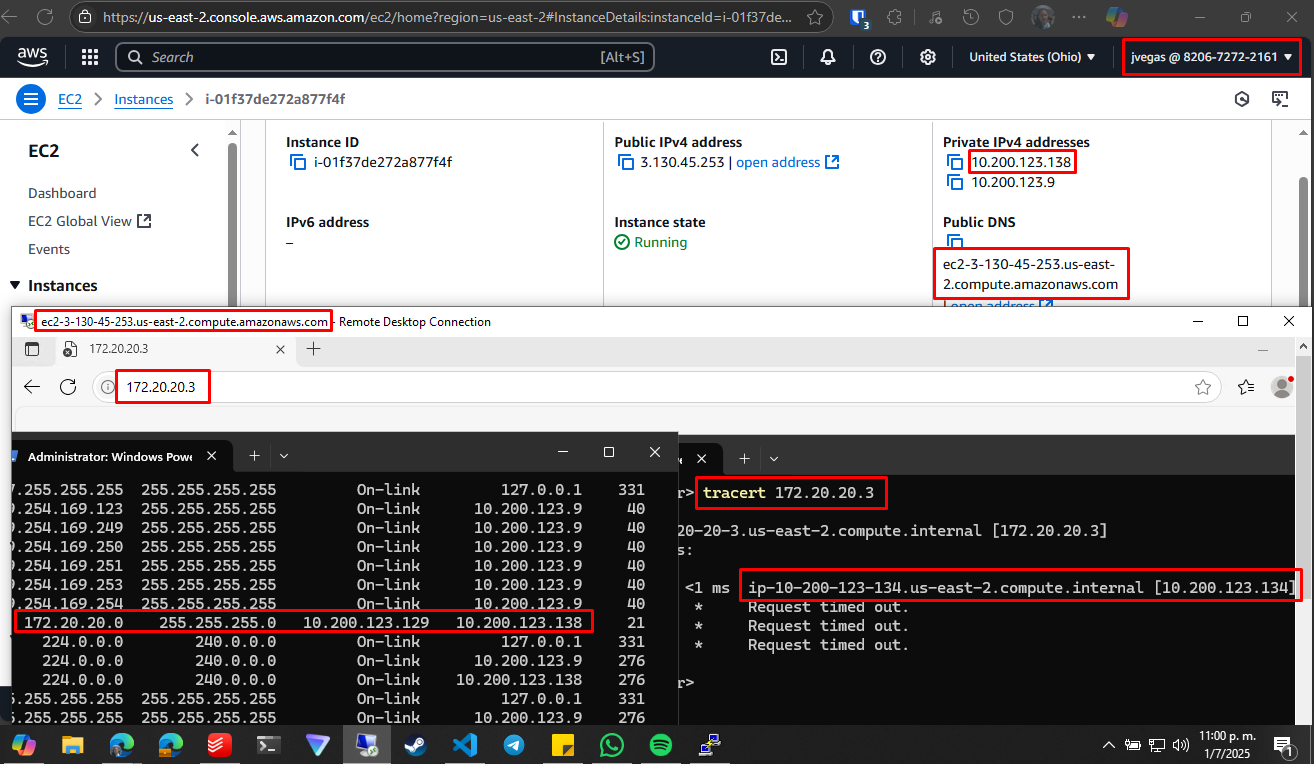 https://us-east-2.console.aws.amazon.com/ec2/home?region=us-east-2#InstanceDetails:instanceId=i-01f37de...
3
aws
Search
[Alt+S]
United States (Ohio)
jvegas @ 8206-7272-2161
EC2
Instances
i-01f37de272a877f4f
EC2
Dashboard
EC2 Global View
Events
Instances
Instance ID
i-01f37de272a877f4f
IPv6 address
–
Public IPv4 address
3.130.45.253 | open address
Instance state
Running
Private IPv4 addresses
10.200.123.138
10.200.123.9
Public DNS
ec2-3-130-45-253.us-east-
2.compute.amazonaws.com
open address
ec2-3-130-45-253.us-east-2.compute.amazonaws.com - Remote Desktop Connection
172.20.20.3
172.20.20.3
Administrator: Windows Powe
7.255.255.255 255.255.255.255 On-link 127.0.0.1 331
9.254.169.123 255.255.255.255 On-link 10.200.123.9 40
9.254.169.249 255.255.255.255 On-link 10.200.123.9 40
9.254.169.250 255.255.255.255 On-link 10.200.123.9 40
9.254.169.251 255.255.255.255 On-link 10.200.123.9 40
9.254.169.253 255.255.255.255 On-link 10.200.123.9 40
9.254.169.254 255.255.255.255 On-link 10.200.123.9 40
172.20.20.0 255.255.255.0 10.200.123.129 10.200.123.138 21
224.0.0.0 240.0.0.0 On-link 127.0.0.1 331
224.0.0.0 240.0.0.0 On-link 10.200.123.9 276
224.0.0.0 240.0.0.0 On-link 10.200.123.138 276
5.255.255.255 255.255.255.255 On-link 127.0.0.1 331
5.255.255.255 255.255.255.255 On-link 10.200.123.9 276
r> tracert 172.20.20.3
20-20-3.us-east-2.compute.internal [172.20.20.3]
s:
<1 ms ip-10-200-123-134.us-east-2.compute.internal [10.200.123.134]
* Request timed out.
* Request timed out.
* Request timed out.
r>
11:00 p. m.
1/7/2025
1